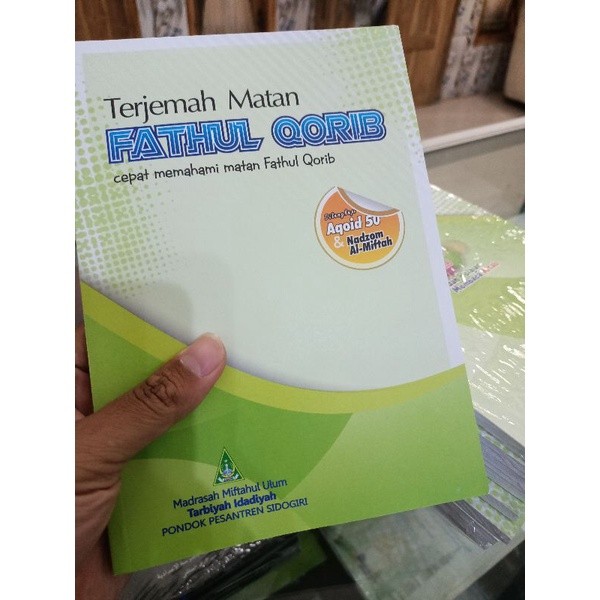 Terjemah Matan
FATHUL QORIB
cepat memahami matan Fathul Qorib
Dilengkapi
Aqoid 50
& Nadzom
Al-Miftah
Madrasah Miftahul Ulum
Tarbiyah Idadiyah
PONDOK PESANTREN SIDOGIRI